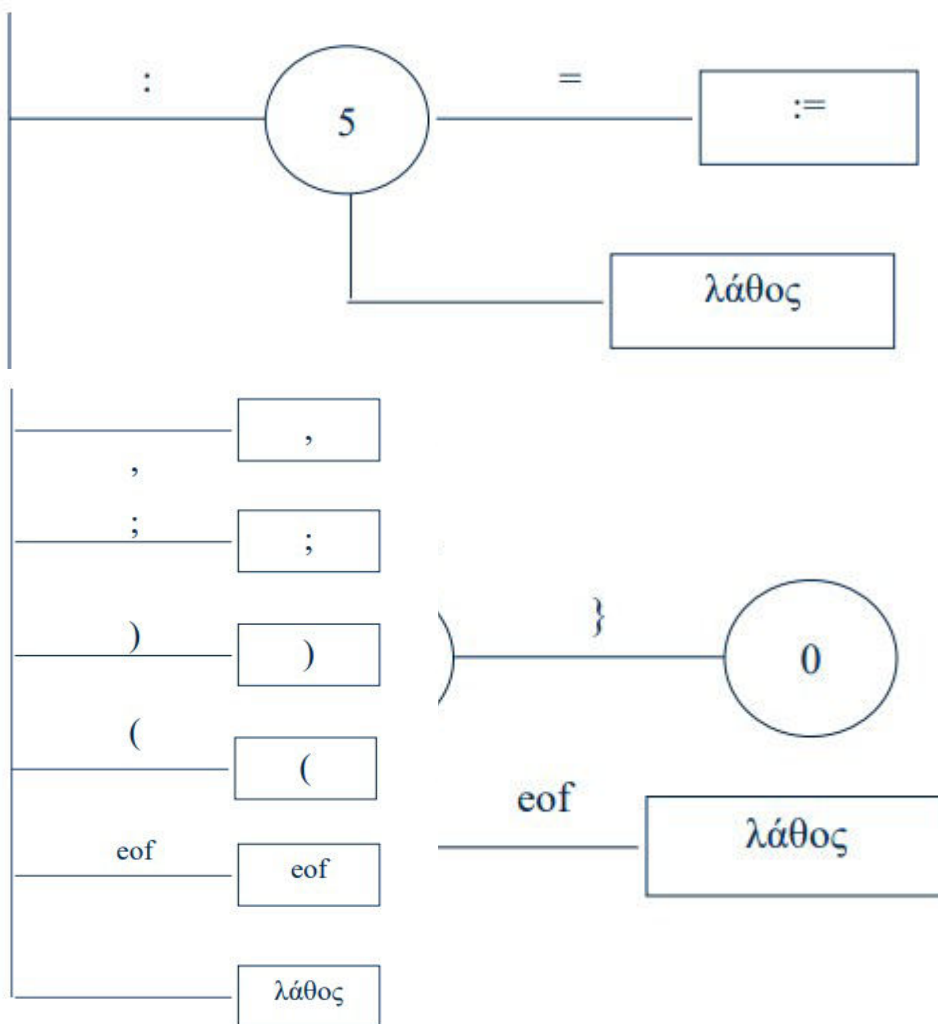 : =
5 :=
λάθος
, ,
; ;
) )
( (
eof eof
λάθος
}
0
eof
λάθος